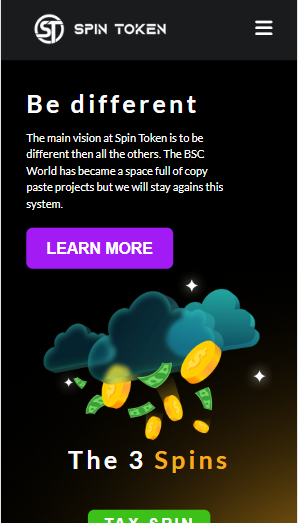 SPIN TOKEN
Be different
The main vision at Spin Token is to be
different then all the others. The BSC
World has became a space full of copy
paste projects but we will stay agains this
system.
LEARN MORE
The 3 Spins
TAX SPIN